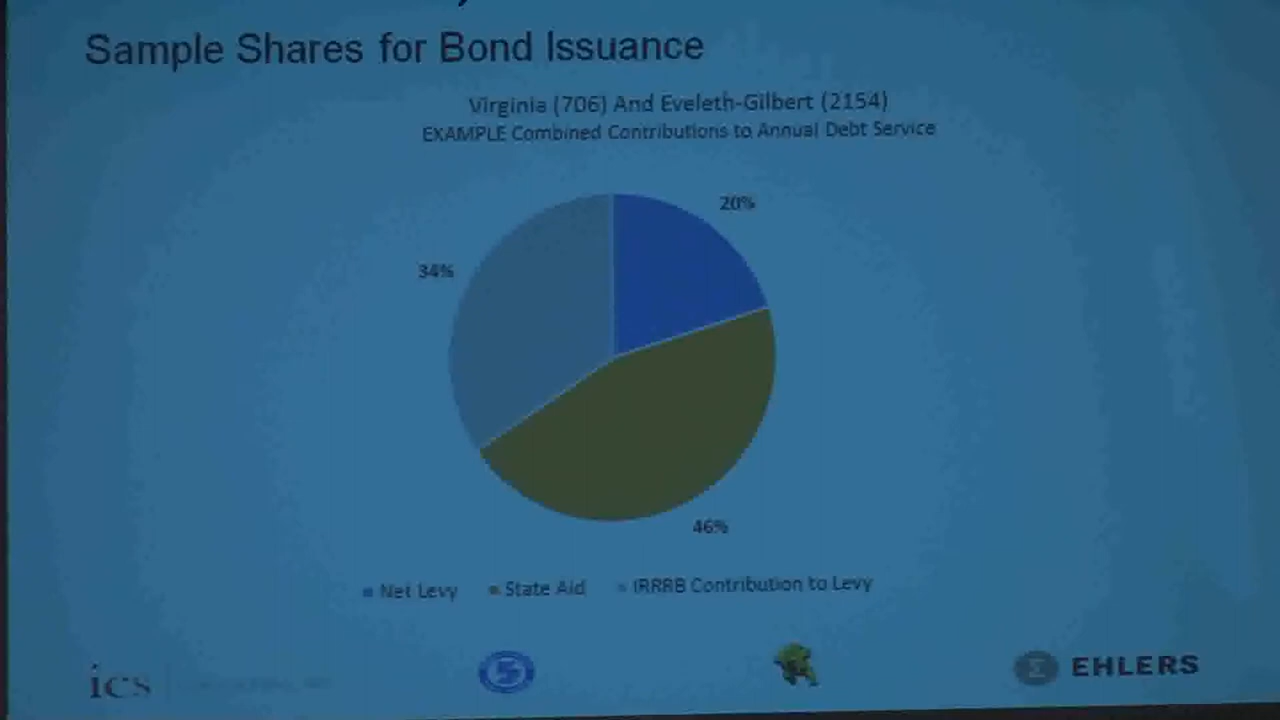 Sample Shares for Bond Issuance
Virginia (706) And Eveleth-Gilbert (2154)
EXAMPLE Combined Contributions to Annual Debt Service
20%
34%
46%
Net Levy State Aid IRRRB Contribution to Levy
ics EHLERS